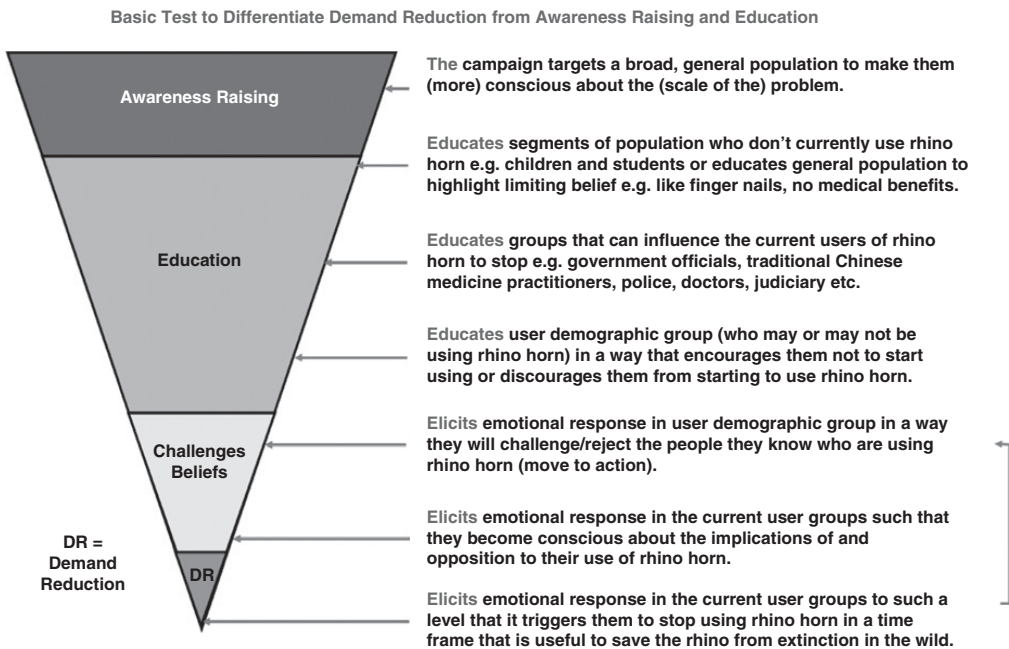 Basic Test to Differentiate Demand Reduction from Awareness Raising and Education
Awareness Raising
The campaign targets a broad, general population to make them
(more) conscious about the (scale of the) problem.
Educates segments of population who don't currently use rhino
horn e.g. children and students or educates general population to
highlight limiting belief e.g. like finger nails, no medical benefits.
Education
Educates groups that can influence the current users of rhino
horn to stop e.g. government officials, traditional Chinese
medicine practitioners, police, doctors, judiciary etc.
Educates user demographic group (who may or may not be
using rhino horn) in a way that encourages them not to start
using or discourages them from starting to use rhino horn.
Challenges
Beliefs
Elicits emotional response in user demographic group in a way
they will challenge/reject the people they know who are using
rhino horn (move to action).
Elicits emotional response in the current user groups such that
they become conscious about the implications of and
opposition to their use of rhino horn.
DR =
Demand
Reduction
DR
Elicits emotional response in the current user groups to such a
level that it triggers them to stop using rhino horn in a time
frame that is useful to save the rhino from extinction in the wild.